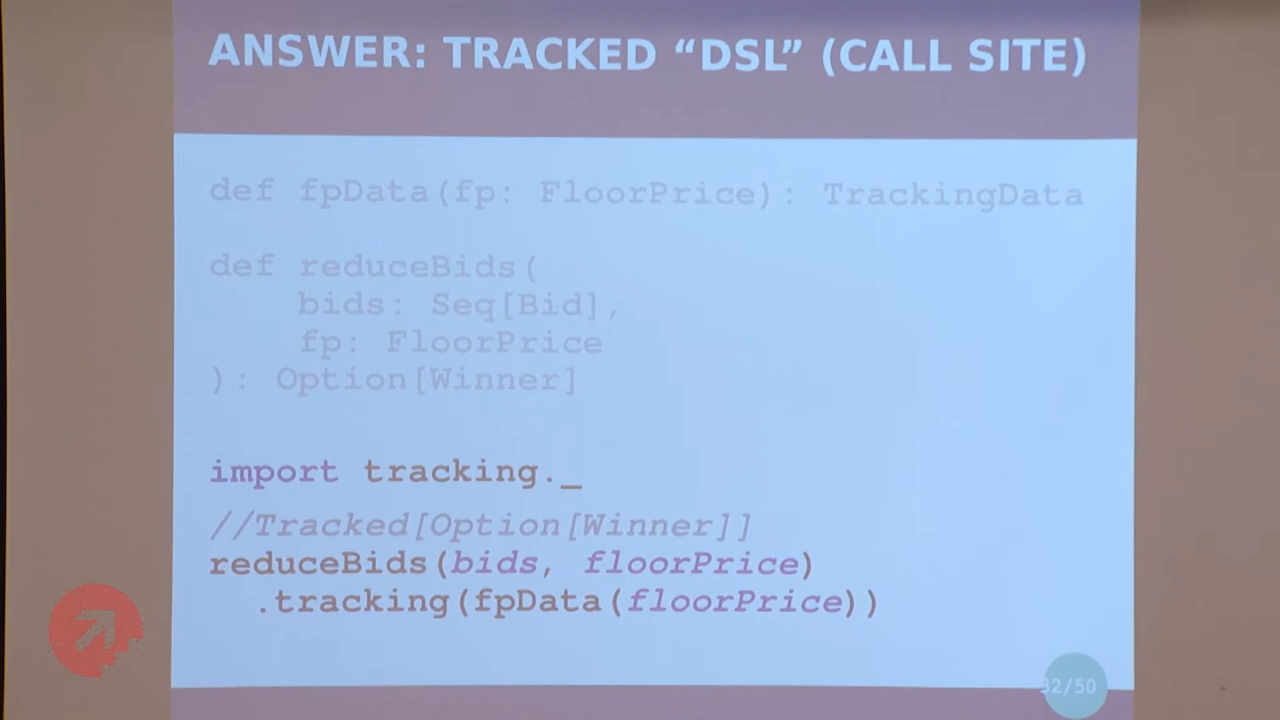 ANSWER: TRACKED “DSL” (CALL SITE)
def fpData(fp: FloorPrice): TrackingData
def reduceBids(
bids: Seq[Bid],
fp: FloorPrice
): Option[Winner]
import tracking._
//Tracked[Option[Winner]]
reduceBids(bids, floorPrice)
.tracking(fpData(floorPrice))
32/50